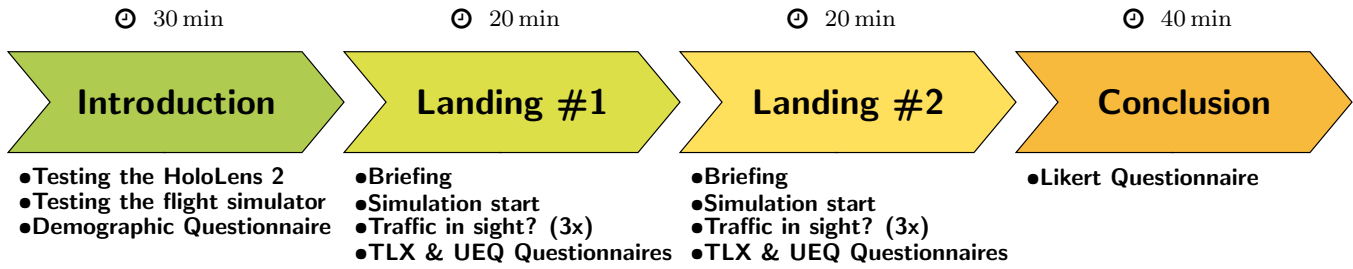 30 min
20 min
20 min
40 min
Introduction
Landing #1
Landing #2
Conclusion
●Testing the HoloLens 2
●Testing the flight simulator
●Demographic Questionnaire
●Briefing
●Simulation start
●Traffic in sight? (3x)
●TLX & UEQ Questionnaires
●Briefing
●Simulation start
●Traffic in sight? (3x)
●TLX & UEQ Questionnaires
●Likert Questionnaire